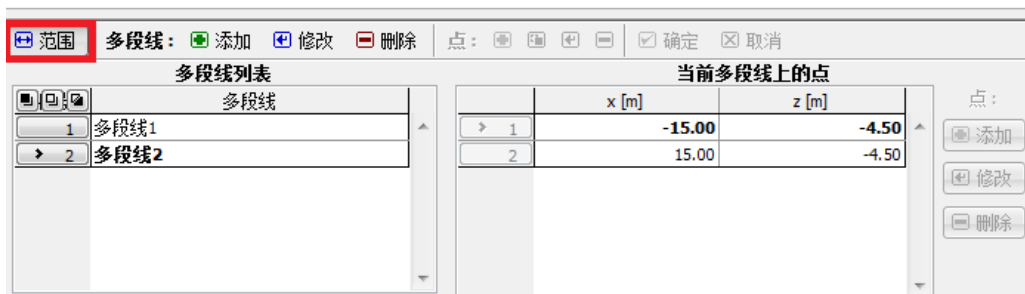 范围 多段线： 添加 修改 删除 点： 确定 取消
多段线列表 当前多段线上的点
多段线 x [m] z [m] 点：
1 多段线1 1 -15.00 -4.50 添加
2 多段线2 2 15.00 -4.50
修改
删除